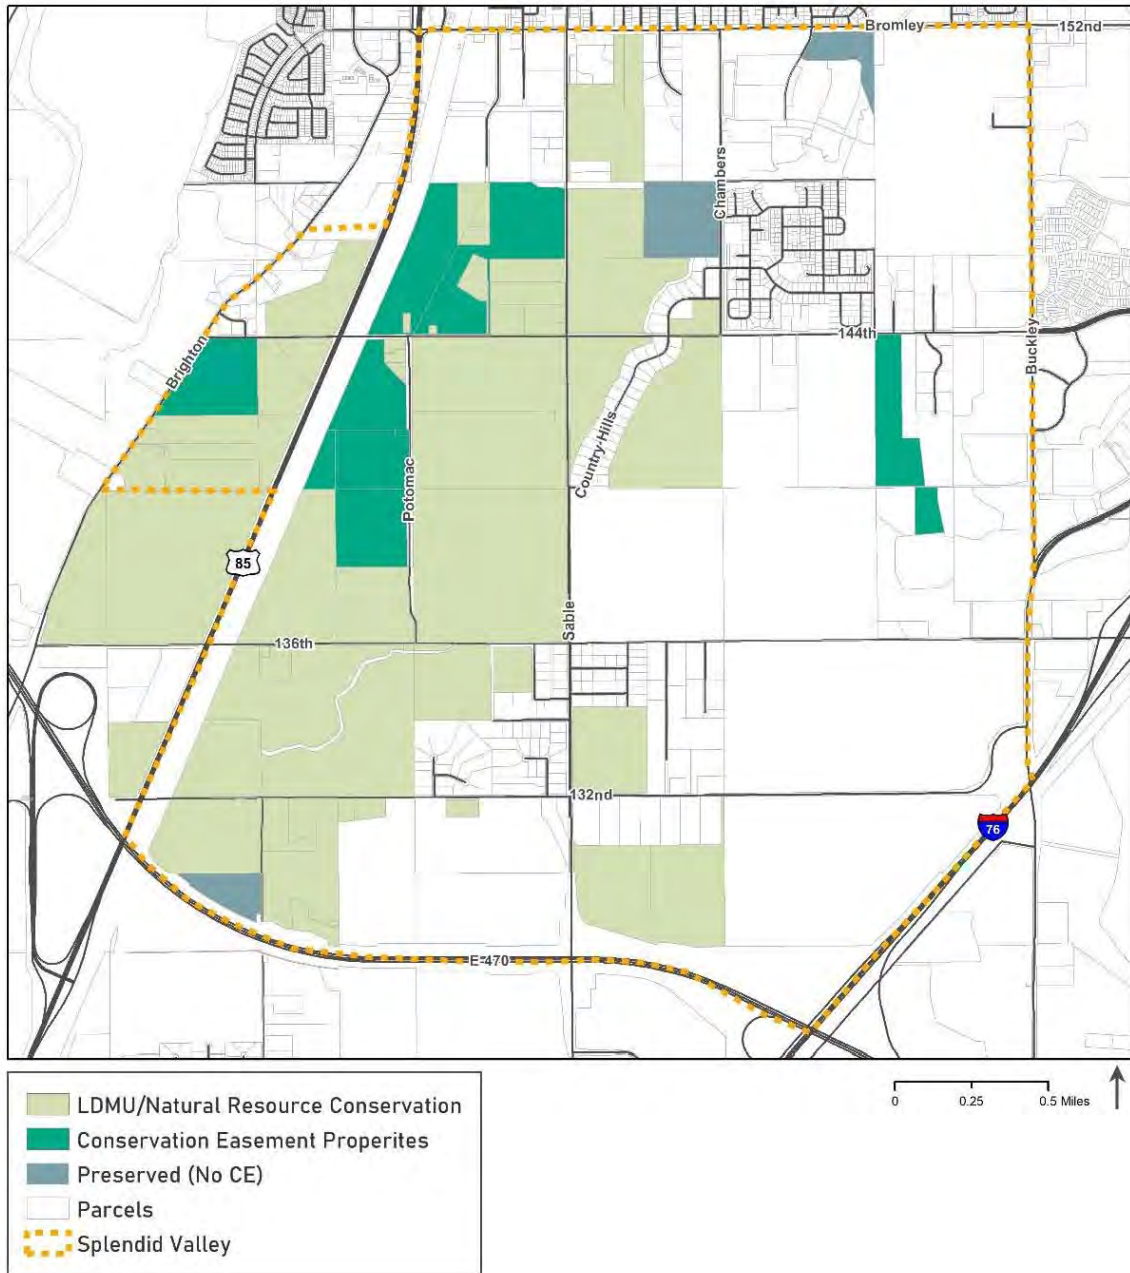 Bromley
152nd
Chambers
144th
Brighton
Buckley
Country Hills
Potomac
85
Sable
136th
132nd
76
E-470
LDMU/Natural Resource Conservation
Conservation Easement Properites
Preserved (No CE)
Parcels
Splendid Valley
0 0.25 0.5 Miles